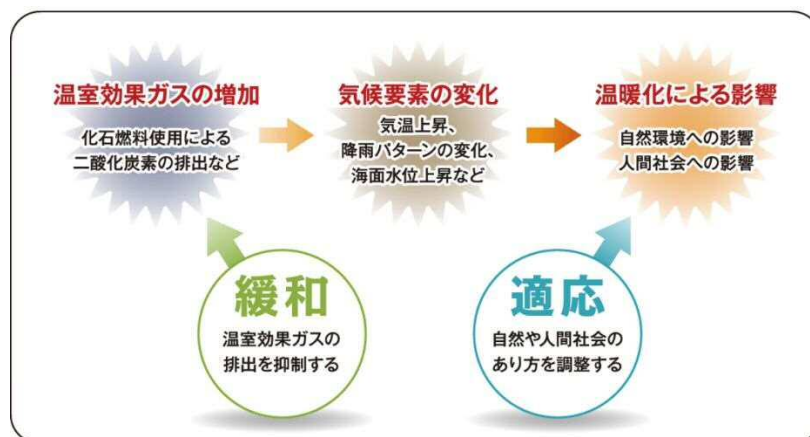 温室効果ガスの増加
化石燃料使用による
二酸化炭素の排出など
気候要素の変化
気温上昇、
降雨パターンの変化、
海面水位上昇など
温暖化による影響
自然環境への影響
人間社会への影響
緩和
温室効果ガスの
排出を抑制する
適応
自然や人間社会の
あり方を調整する